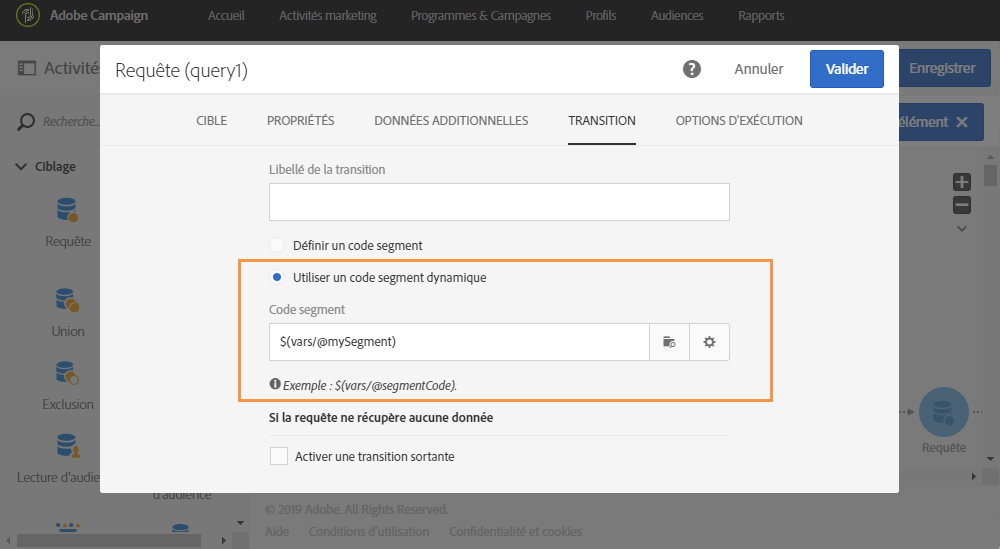 Adobe Campaign
Accueil
Activités marketing
Programmes & Campagnes
Profils
Audiences
Rapports
Activités
Requête (query1)
?
Annuler
Valider
Enregistrer
Recherche...
CIBLE
PROPRIÉTÉS
DONNÉES ADDITIONNELLES
TRANSITION
OPTIONS D'EXÉCUTION
élément ✕
Ciblage
Libellé de la transition
Requête
Définir un code segment
Utiliser un code segment dynamique
Code segment
Union
$(vars/@mySegment)
Exemple : $(vars/@segmentCode).
Exclusion
Si la requête ne récupère aucune donnée
Requête
Activer une transition sortante
Lecture d'audie
d'audience
© 2019 Adobe. All Rights Reserved.
Aide
Conditions d'utilisation
Confidentialité et cookies